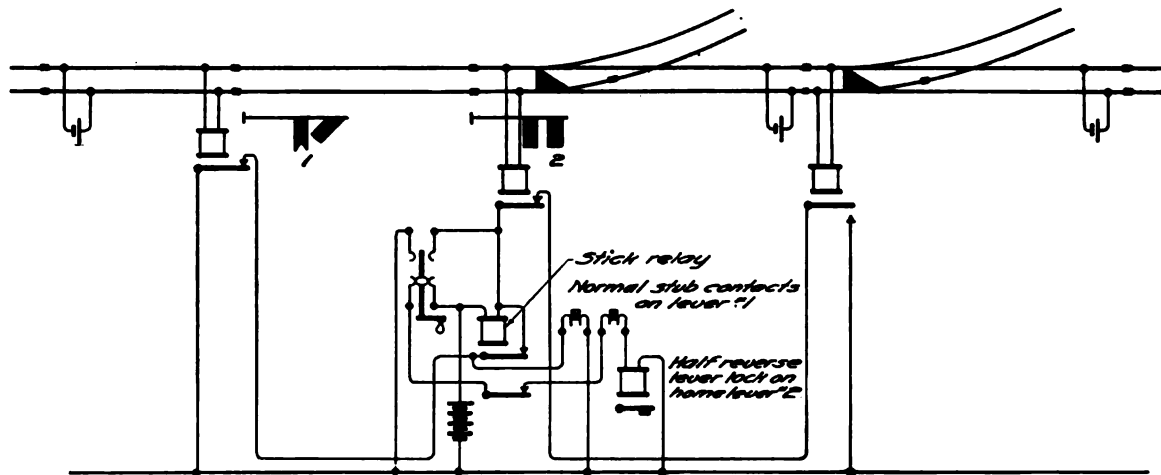 1
2
Stick relay
Normal stub contacts
on lever #1
Half reverse
lever lock on
home lever #2